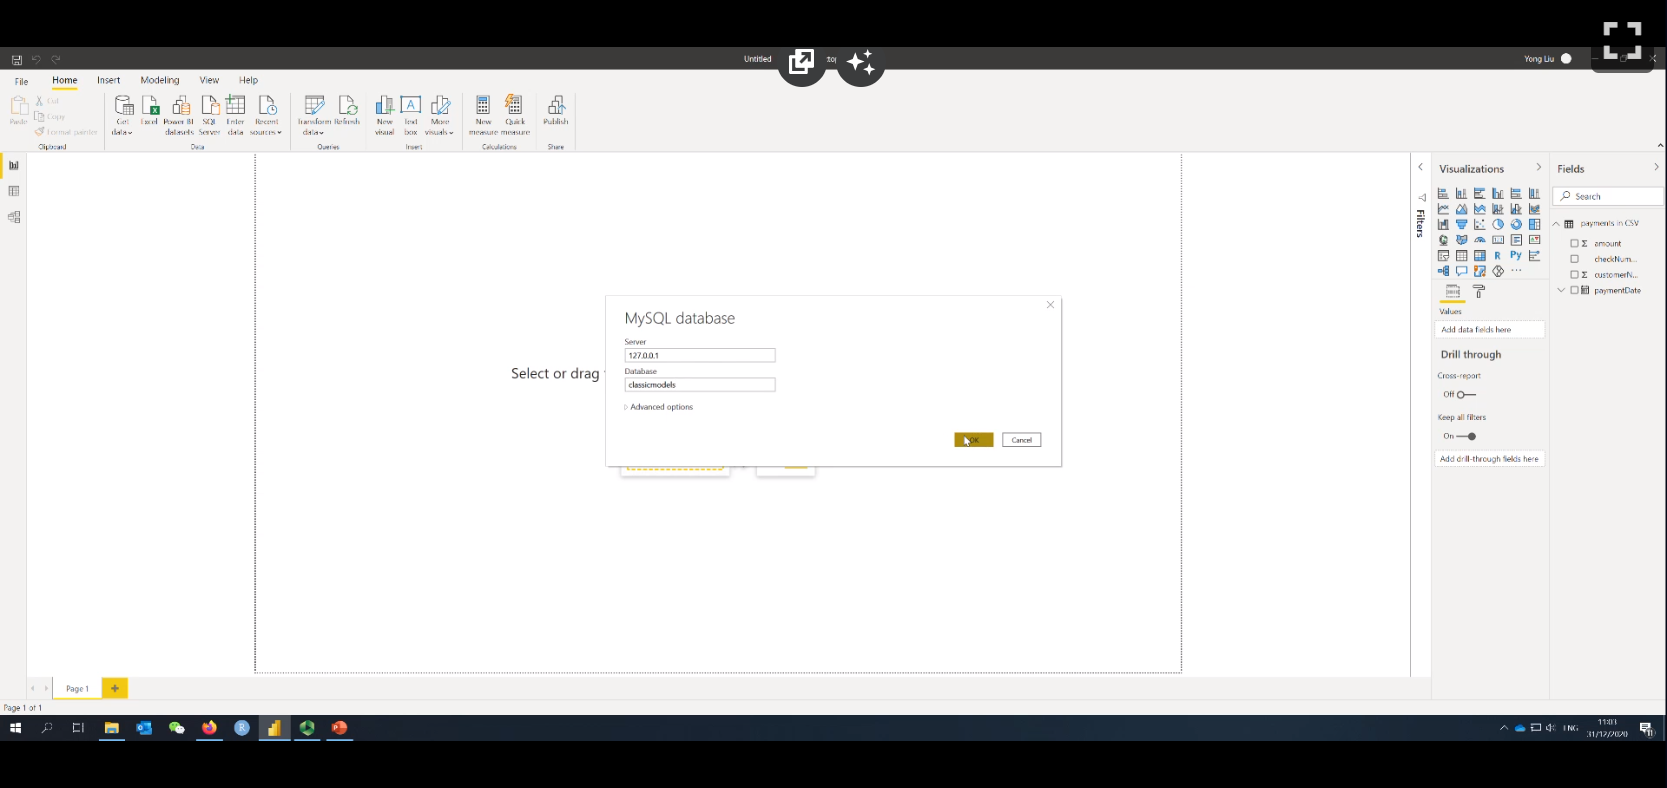 Untitled
Yong Liu
File Home Insert Modeling View Help
Paste
Cut
Copy
Format painter
Clipboard
Get data
Excel
Power BI datasets
SQL Server
Enter data
Recent sources
Data
Transform data
Refresh
Queries
New visual
Text box
More visuals
Insert
New measure
Quick measure
Calculations
Publish
Share
Select or drag
MySQL database
Server
127.0.0.1
Database
classicmodels
Advanced options
OK
Cancel
Filters
Visualizations
R
Py
Values
Add data fields here
Drill through
Cross-report
Off
Keep all filters
On
Add drill-through fields here
Fields
Search
payments in CSV
Σ amount
checkNum...
Σ customerN...
paymentDate
Page 1
Page 1 of 1
ENG
11:03
31/12/2020